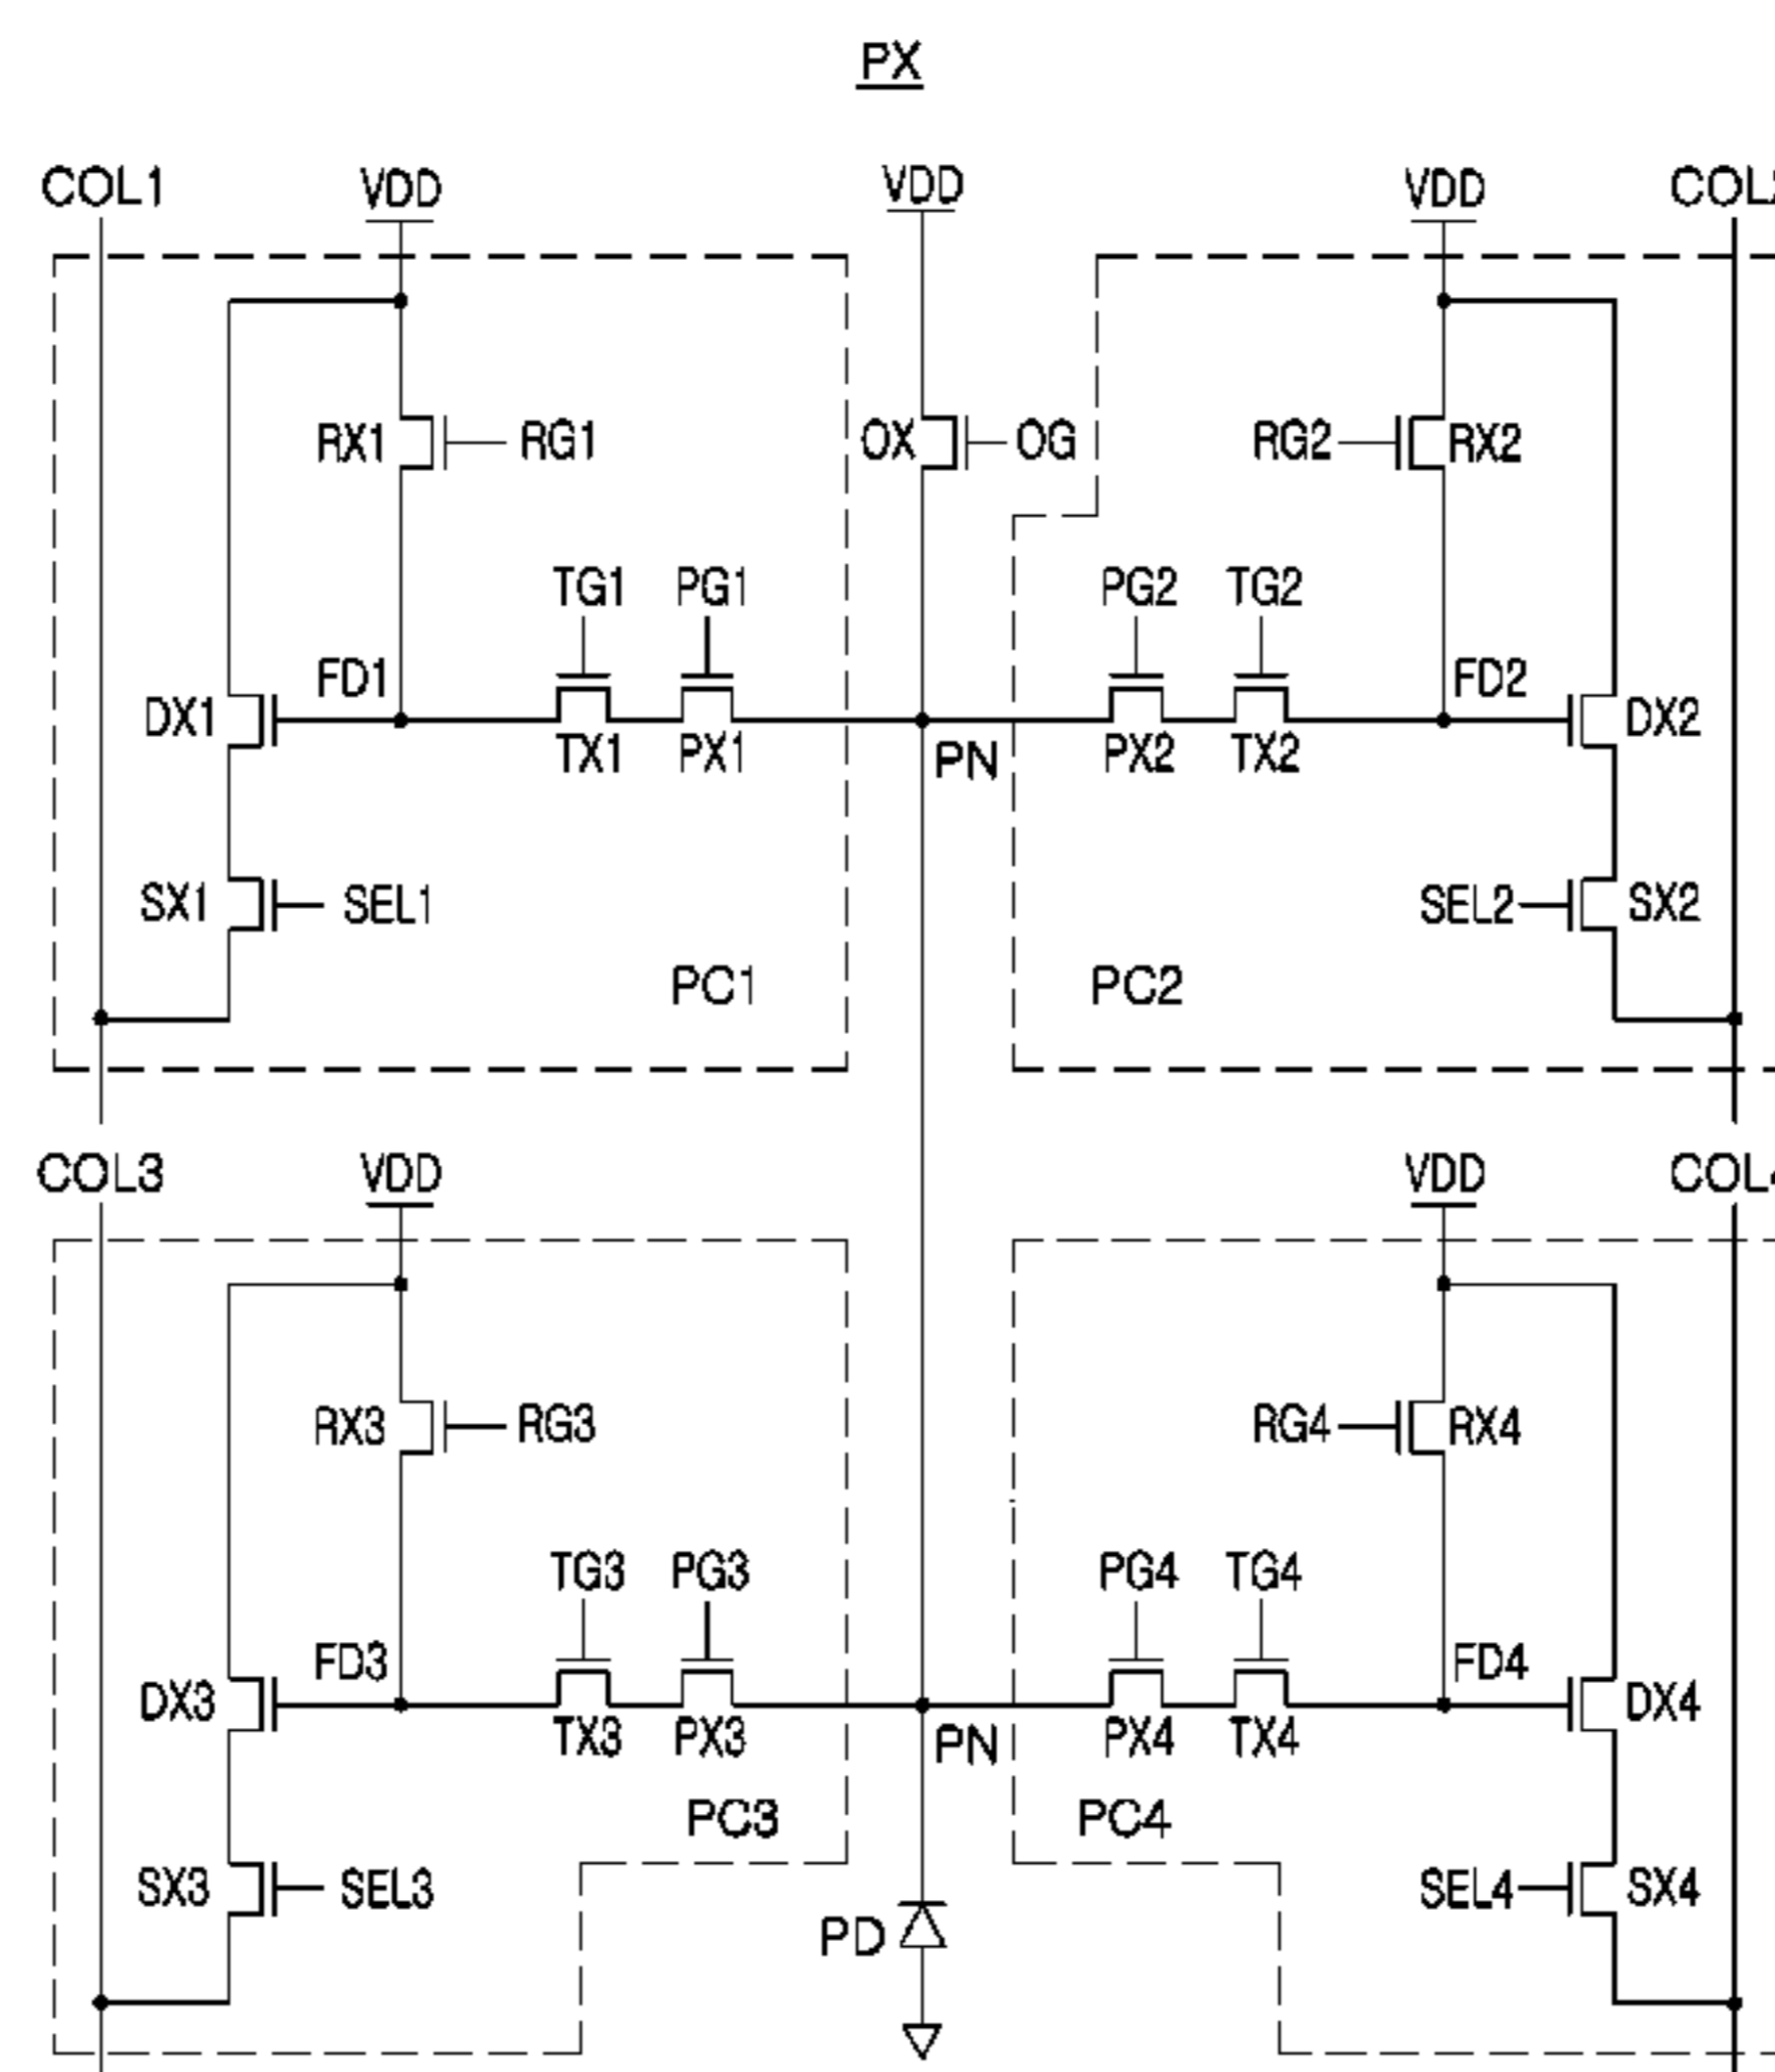 PX
COL1 VDD VDD VDD COL2
RX1 RG1 OX OG RG2 RX2
TG1 PG1 PG2 TG2
FD1 FD2
DX1 TX1 PX1 PN PX2 TX2 DX2
SX1 SEL1 SEL2 SX2
PC1 PC2
COL3 VDD VDD COL4
RX3 RG3 RG4 RX4
TG3 PG3 PG4 TG4
FD3 FD4
DX3 TX3 PX3 PN PX4 TX4 DX4
PC3 PC4
SX3 SEL3 SEL4 SX4
PD